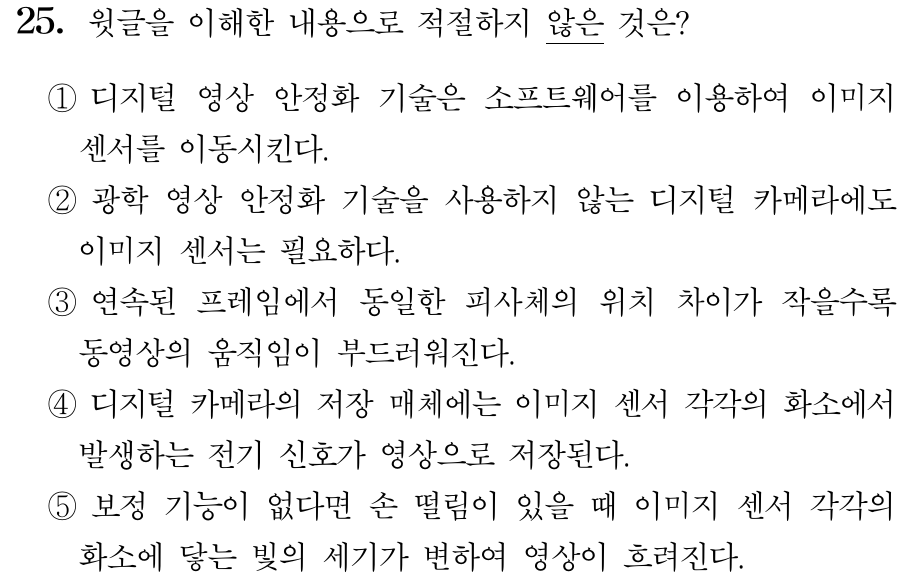 25. 윗글을 이해한 내용으로 적절하지 않은 것은?
① 디지털 영상 안정화 기술은 소프트웨어를 이용하여 이미지
센서를 이동시킨다.
② 광학 영상 안정화 기술을 사용하지 않는 디지털 카메라에도
이미지 센서는 필요하다.
③ 연속된 프레임에서 동일한 피사체의 위치 차이가 작을수록
동영상의 움직임이 부드러워진다.
④ 디지털 카메라의 저장 매체에는 이미지 센서 각각의 화소에서
발생하는 전기 신호가 영상으로 저장된다.
⑤ 보정 기능이 없다면 손 떨림이 있을 때 이미지 센서 각각의
화소에 닿는 빛의 세기가 변하여 영상이 흐려진다.